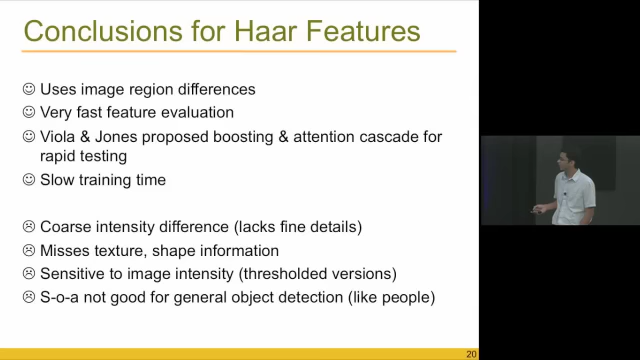 Conclusions for Haar Features
☺ Uses image region differences
☺ Very fast feature evaluation
☺ Viola & Jones proposed boosting & attention cascade for
rapid testing
☺ Slow training time
☹ Coarse intensity difference (lacks fine details)
☹ Misses texture, shape information
☹ Sensitive to image intensity (thresholded versions)
☹ S-o-a not good for general object detection (like people)
20